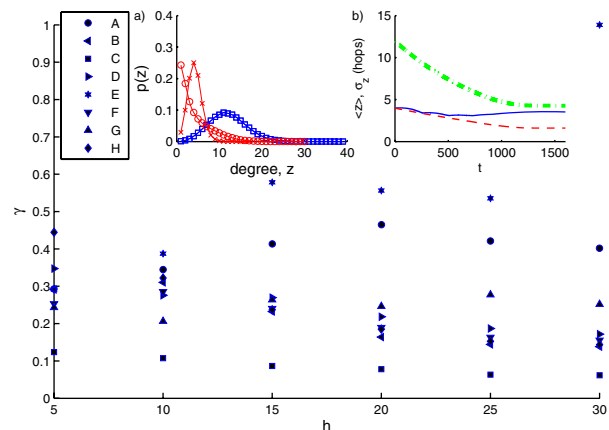 a)
b)
A
B
C
D
E
F
G
H
p(z)
0.4
0.3
0.2
0.1
0
0 10 20 30 40
degree, z
<z>, σz (hops)
15
10
5
0
0 500 1000 1500
t
γ
1
0.9
0.8
0.7
0.6
0.5
0.4
0.3
0.2
0.1
0
5 10 15 20 25 30
h